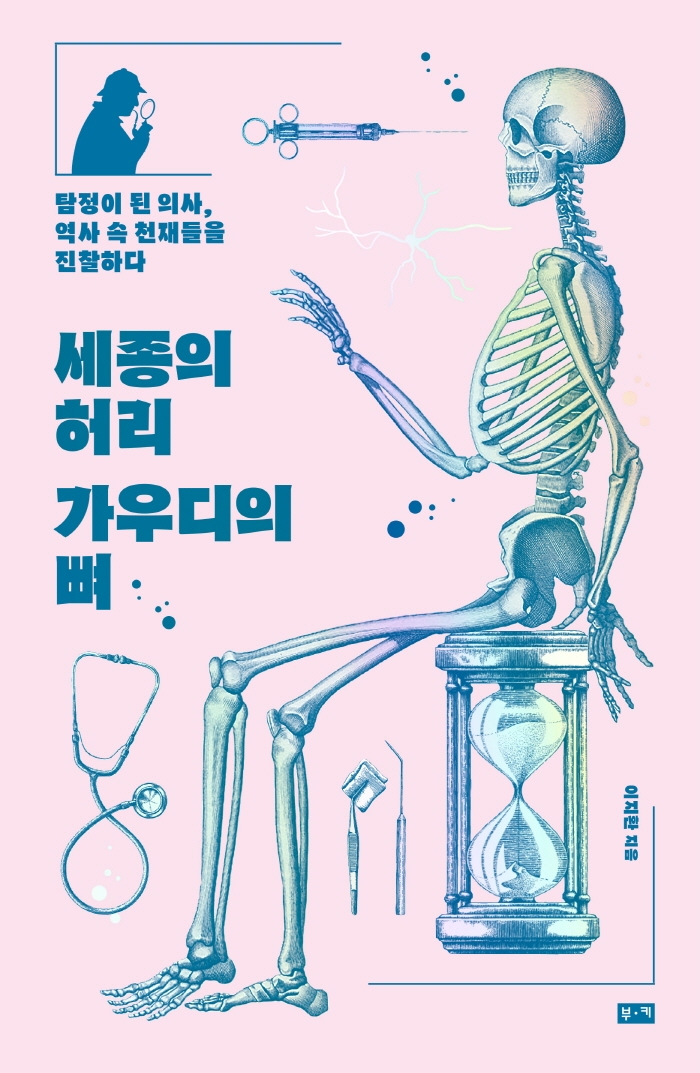 탐정이 된 의사,
역사 속 천재들을
진찰하다
세종의
허리
가우디의
뼈
이지환 지음
부·키